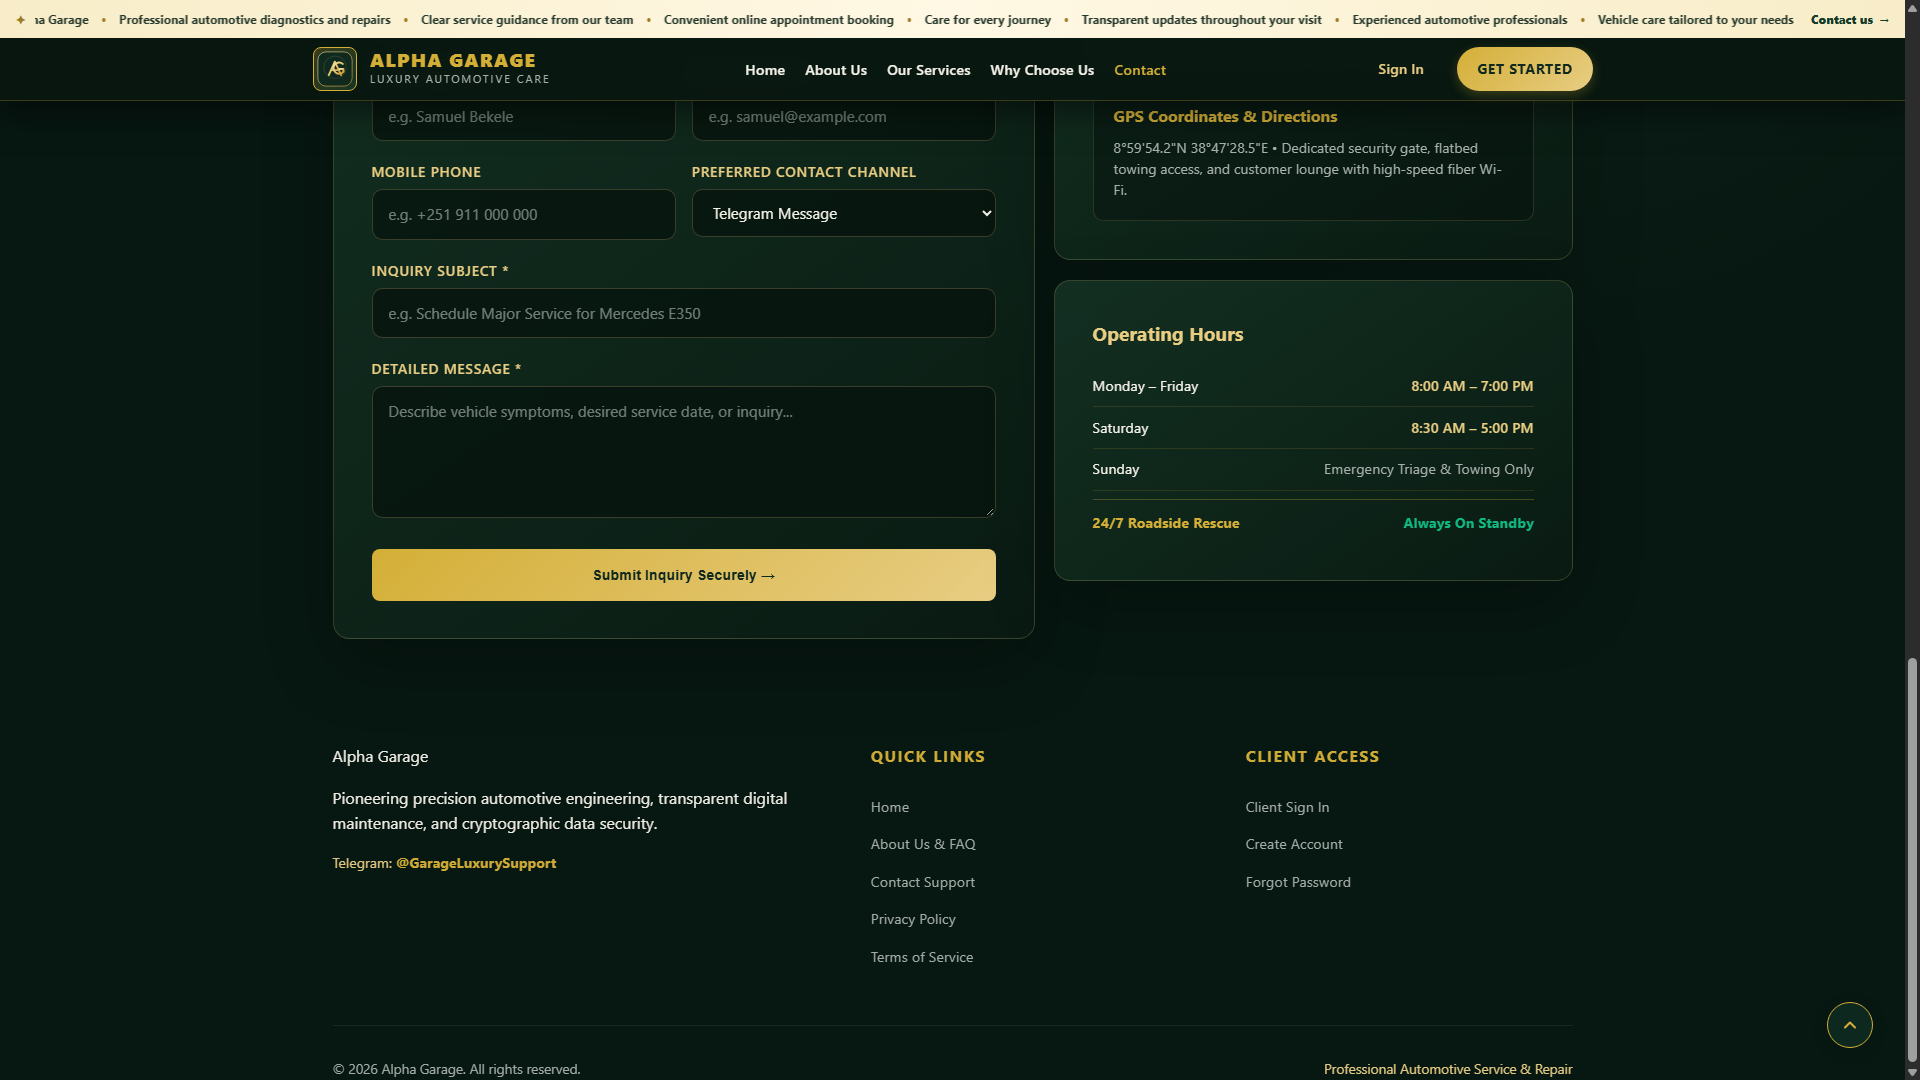 ✦ na Garage • Professional automotive diagnostics and repairs • Clear service guidance from our team • Convenient online appointment booking • Care for every journey • Transparent updates throughout your visit • Experienced automotive professionals • Vehicle care tailored to your needs Contact us →
AG
ALPHA GARAGE
LUXURY AUTOMOTIVE CARE
Home About Us Our Services Why Choose Us Contact
Sign In
GET STARTED
e.g. Samuel Bekele
e.g. samuel@example.com
MOBILE PHONE
e.g. +251 911 000 000
PREFERRED CONTACT CHANNEL
Telegram Message
INQUIRY SUBJECT *
e.g. Schedule Major Service for Mercedes E350
DETAILED MESSAGE *
Describe vehicle symptoms, desired service date, or inquiry...
Submit Inquiry Securely →
GPS Coordinates & Directions
8°59'54.2"N 38°47'28.5"E • Dedicated security gate, flatbed
towing access, and customer lounge with high-speed fiber Wi-
Fi.
Operating Hours
Monday – Friday 8:00 AM – 7:00 PM
Saturday 8:30 AM – 5:00 PM
Sunday Emergency Triage & Towing Only
24/7 Roadside Rescue Always On Standby
Alpha Garage
Pioneering precision automotive engineering, transparent digital
maintenance, and cryptographic data security.
Telegram: @GarageLuxurySupport
QUICK LINKS
Home
About Us & FAQ
Contact Support
Privacy Policy
Terms of Service
CLIENT ACCESS
Client Sign In
Create Account
Forgot Password
© 2026 Alpha Garage. All rights reserved.
Professional Automotive Service & Repair